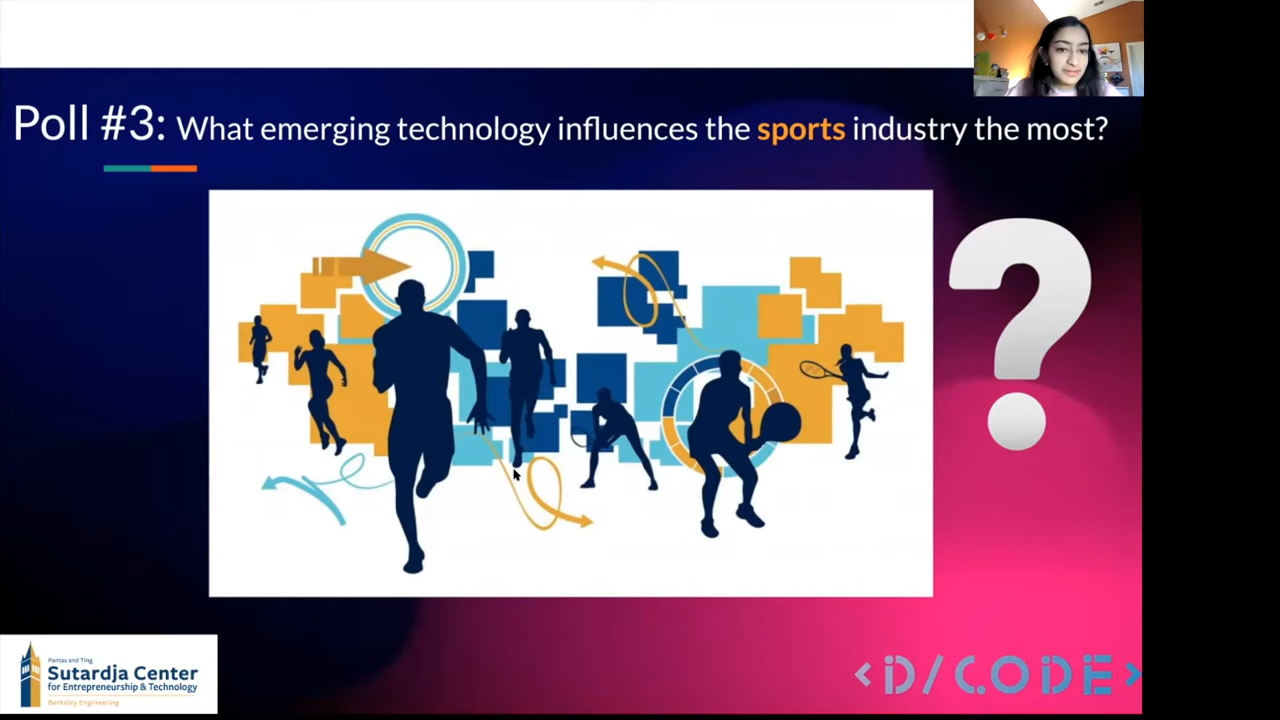 Poll #3: What emerging technology influences the sports industry the most?
?
Pantas and Ting
Sutardja Center
for Entrepreneurship & Technology
Berkeley Engineering
<D/CODE>